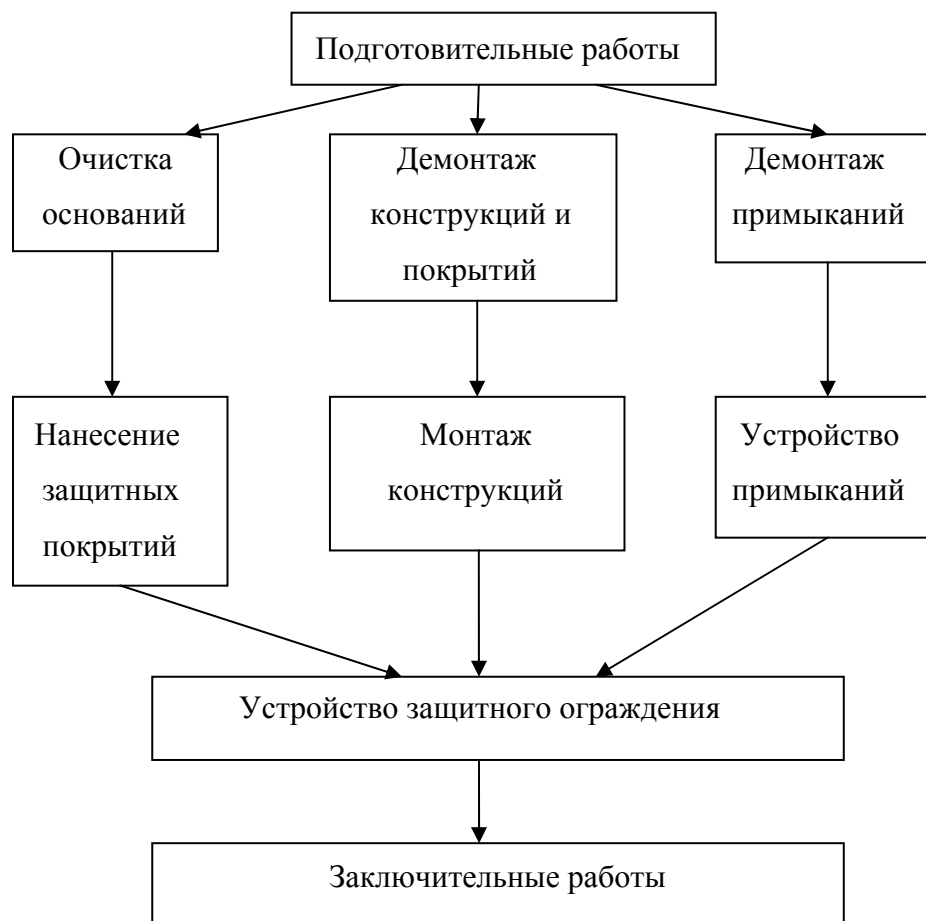 Подготовительные работы
Очистка
оснований
Демонтаж
конструкций и
покрытий
Демонтаж
примыканий
Нанесение
защитных
покрытий
Монтаж
конструкций
Устройство
примыканий
Устройство защитного ограждения
Заключительные работы